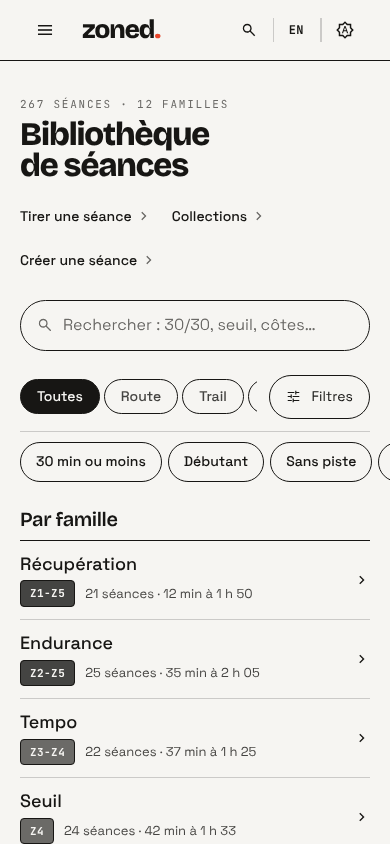 zoned.
EN
A
267 SÉANCES · 12 FAMILLES
Bibliothèque
de séances
Tirer une séance
Collections
Créer une séance
Rechercher : 30/30, seuil, côtes…
Toutes
Route
Trail
Filtres
30 min ou moins
Débutant
Sans piste
Par famille
Récupération
Z1-Z5 21 séances · 12 min à 1 h 50
Endurance
Z2-Z5 25 séances · 35 min à 2 h 05
Tempo
Z3-Z4 22 séances · 37 min à 1 h 25
Seuil
Z4 24 séances · 42 min à 1 h 33